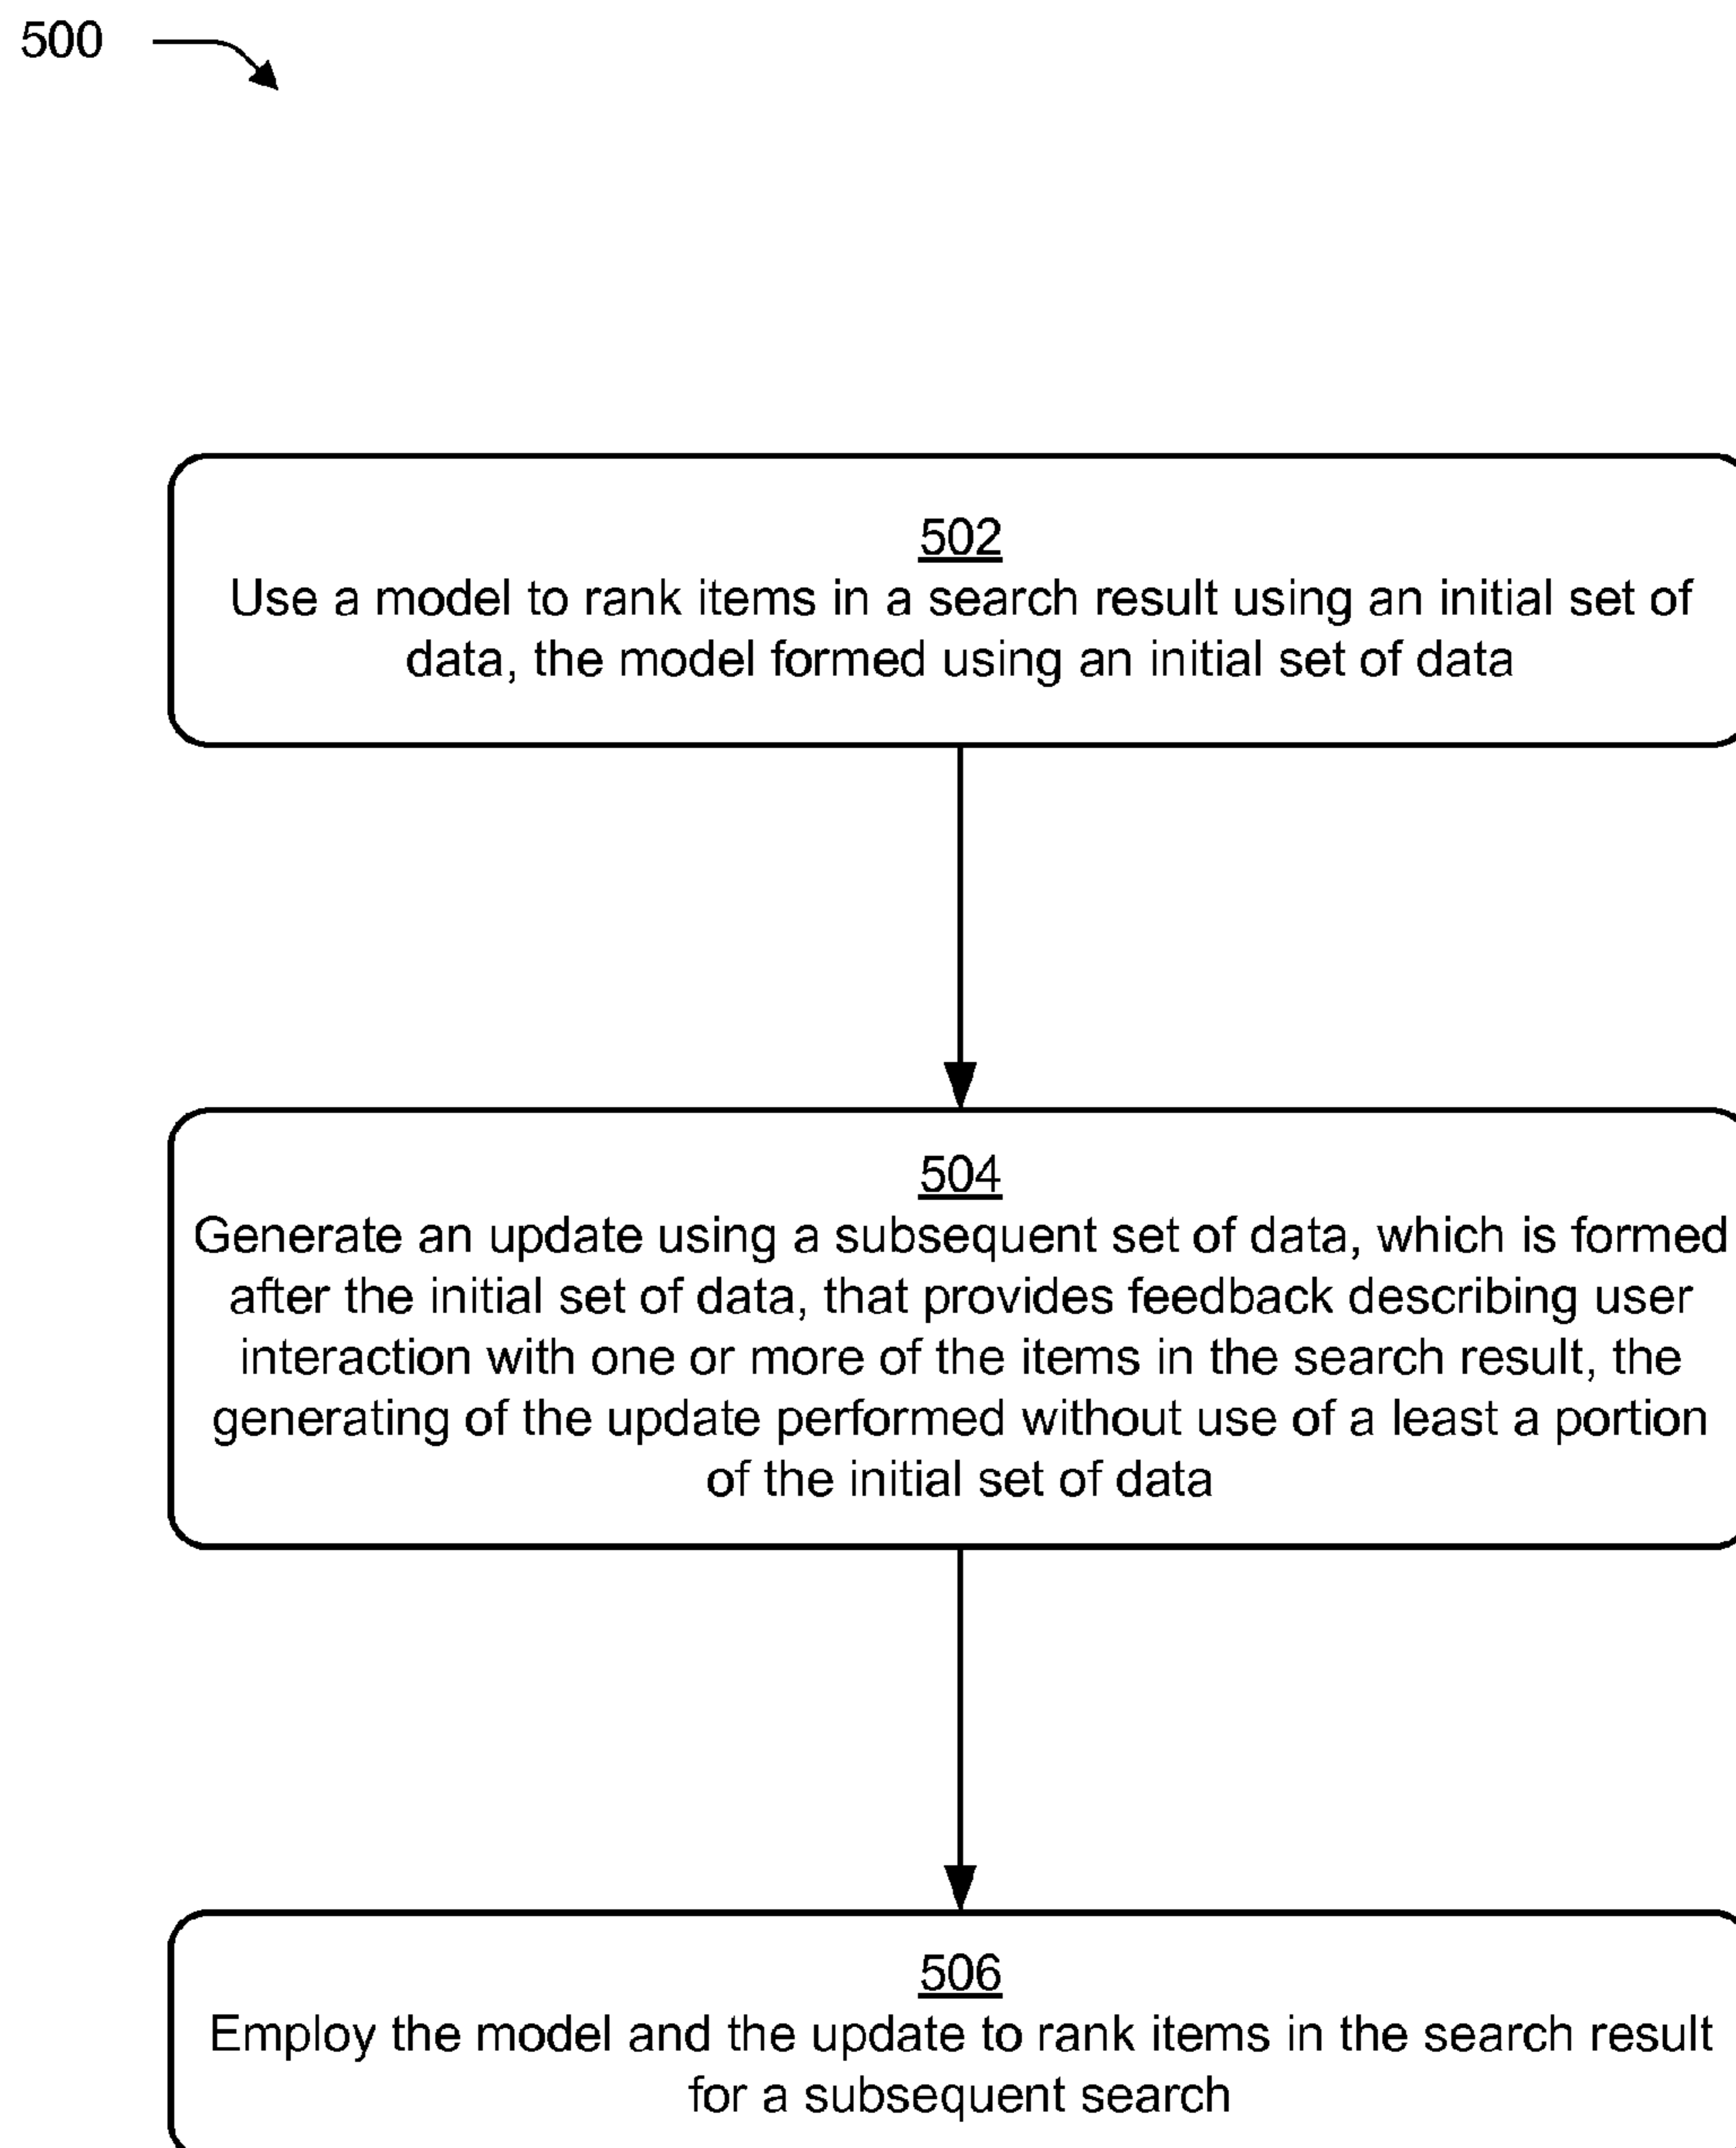 500
502
Use a model to rank items in a search result using an initial set of
data, the model formed using an initial set of data
504
Generate an update using a subsequent set of data, which is formed
after the initial set of data, that provides feedback describing user
interaction with one or more of the items in the search result, the
generating of the update performed without use of a least a portion
of the initial set of data
506
Employ the model and the update to rank items in the search result
for a subsequent search